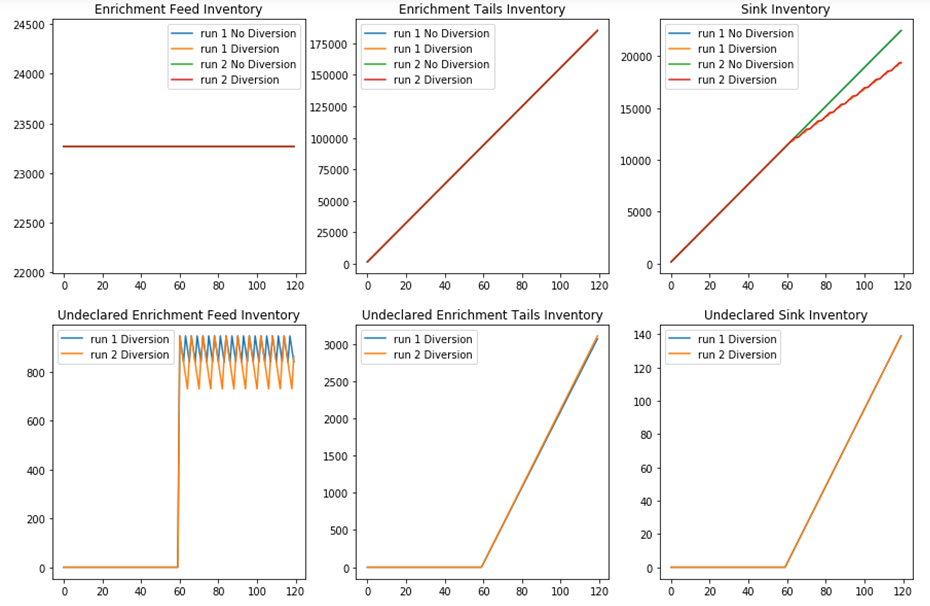 Enrichment Feed Inventory
24500
24000
23500
23000
22500
22000
run 1 No Diversion
run 1 Diversion
run 2 No Diversion
run 2 Diversion
0 20 40 60 80 100 120
Enrichment Tails Inventory
175000
150000
125000
100000
75000
50000
25000
0
run 1 No Diversion
run 1 Diversion
run 2 No Diversion
run 2 Diversion
0 20 40 60 80 100 120
Sink Inventory
20000
15000
10000
5000
0
run 1 No Diversion
run 1 Diversion
run 2 No Diversion
run 2 Diversion
0 20 40 60 80 100 120
Undeclared Enrichment Feed Inventory
800
600
400
200
0
run 1 Diversion
run 2 Diversion
0 20 40 60 80 100 120
Undeclared Enrichment Tails Inventory
3000
2500
2000
1500
1000
500
0
run 1 Diversion
run 2 Diversion
0 20 40 60 80 100 120
Undeclared Sink Inventory
140
120
100
80
60
40
20
0
run 1 Diversion
run 2 Diversion
0 20 40 60 80 100 120